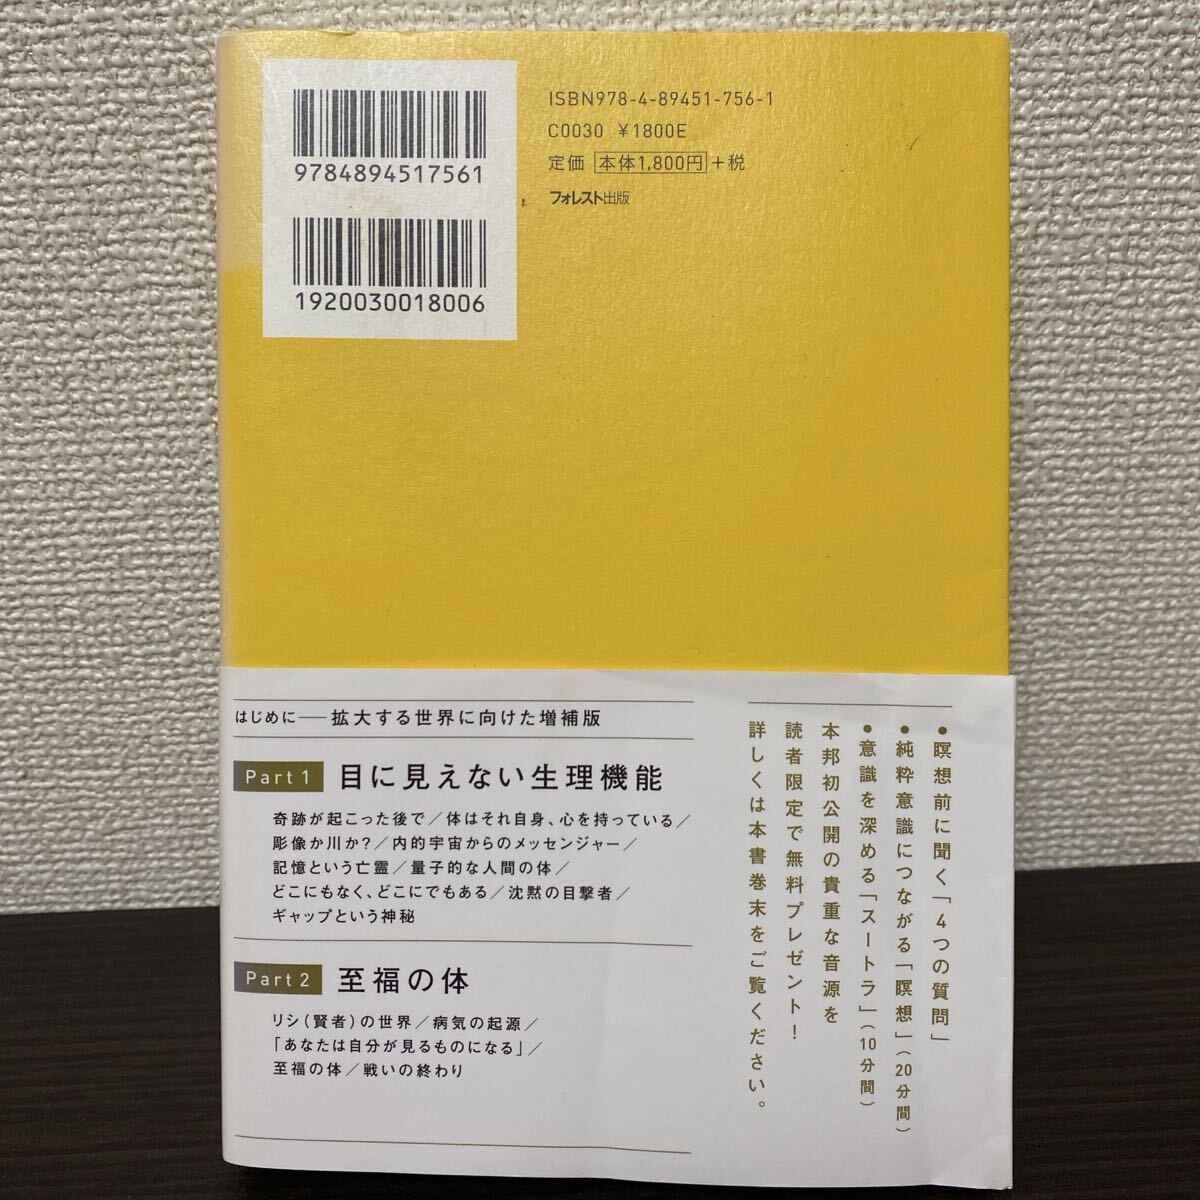 9784894517561
1920030018006
ISBN978-4-89451-756-1
C0030 ¥1800E
定価 本体1,800円+税
フォレスト出版
はじめに──拡大する世界に向けた増補版
Part 1 目に見えない生理機能
奇跡が起こった後で／体はそれ自身、心を持っている／
彫像か川か?／内的宇宙からのメッセンジャー／
記憶という亡霊／量子的な人間の体／
どこにもなく、どこにでもある／沈黙の目撃者／
ギャップという神秘
Part 2 至福の体
リシ（賢者）の世界／病気の起源／
「あなたは自分が見るものになる」／
至福の体／戦いの終わり
●瞑想前に聞く「4つの質問」
●純粋意識につながる「瞑想」（20分間）
●意識を深める「スートラ」（10分間）
本邦初公開の貴重な音源を
読者限定で無料プレゼント！
詳しくは本書巻末をご覧ください。